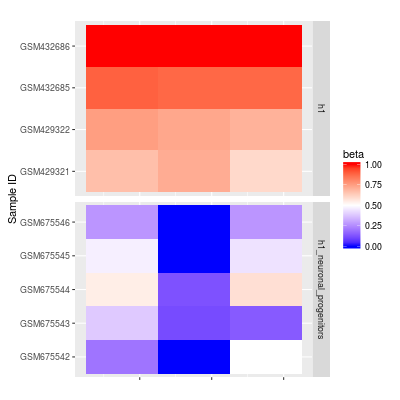 GSM432686
GSM432685
GSM429322
GSM429321
h1
GSM675546
GSM675545
GSM675544
GSM675543
GSM675542
h1_neuronal_progenitors
Sample ID
beta
1.00
0.75
0.50
0.25
0.00